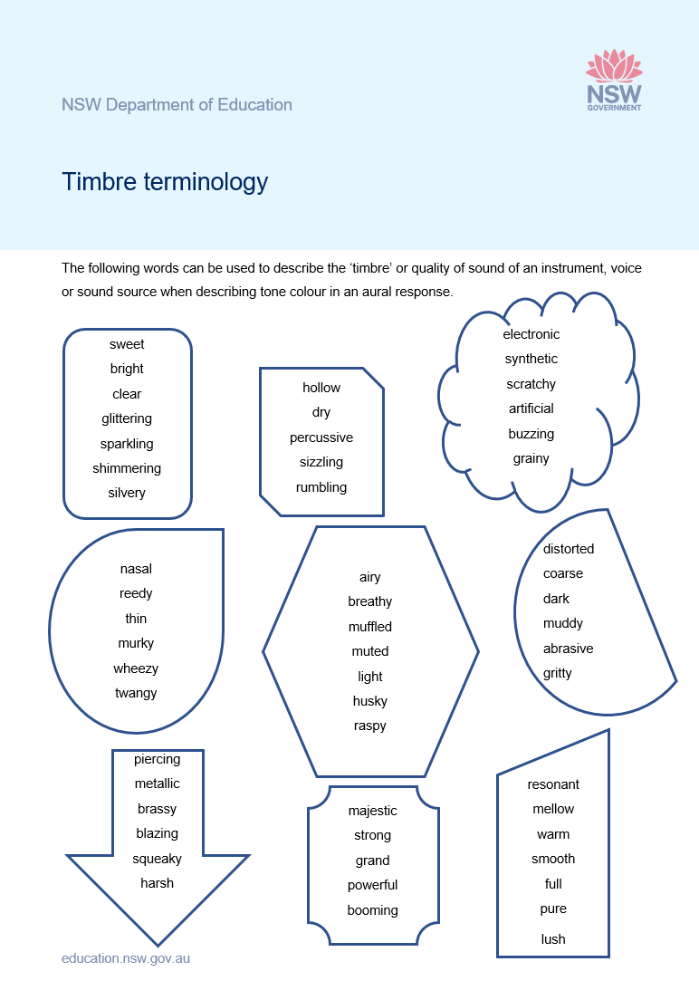 NSW Department of Education
NSW
GOVERNMENT
Timbre terminology
The following words can be used to describe the ‘timbre’ or quality of sound of an instrument, voice
or sound source when describing tone colour in an aural response.
sweet
bright
clear
glittering
sparkling
shimmering
silvery
hollow
dry
percussive
sizzling
rumbling
electronic
synthetic
scratchy
artificial
buzzing
grainy
nasal
reedy
thin
murky
wheezy
twangy
airy
breathy
muffled
muted
light
husky
raspy
distorted
coarse
dark
muddy
abrasive
gritty
piercing
metallic
brassy
blazing
squeaky
harsh
majestic
strong
grand
powerful
booming
resonant
mellow
warm
smooth
full
pure
lush
education.nsw.gov.au